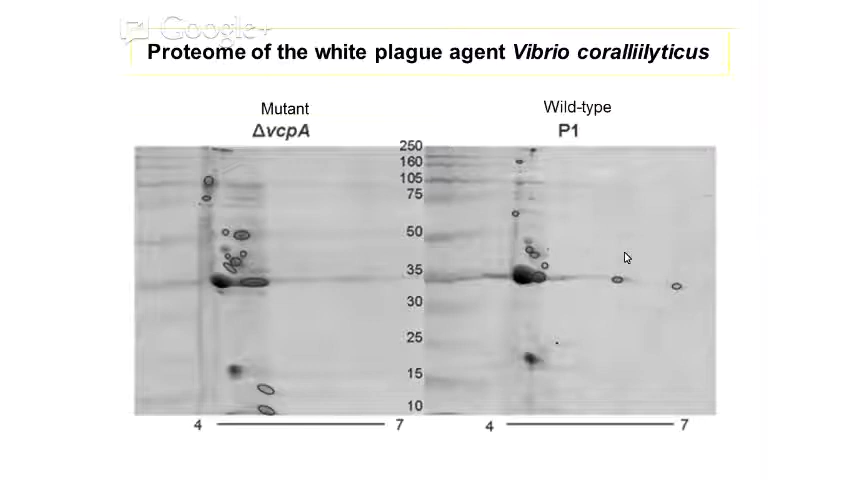 Google+
Proteome of the white plague agent Vibrio coralliilyticus
Mutant
ΔvcpA
Wild-type
P1
250
160
105
75
50
35
30
25
15
10
4
7
4
7